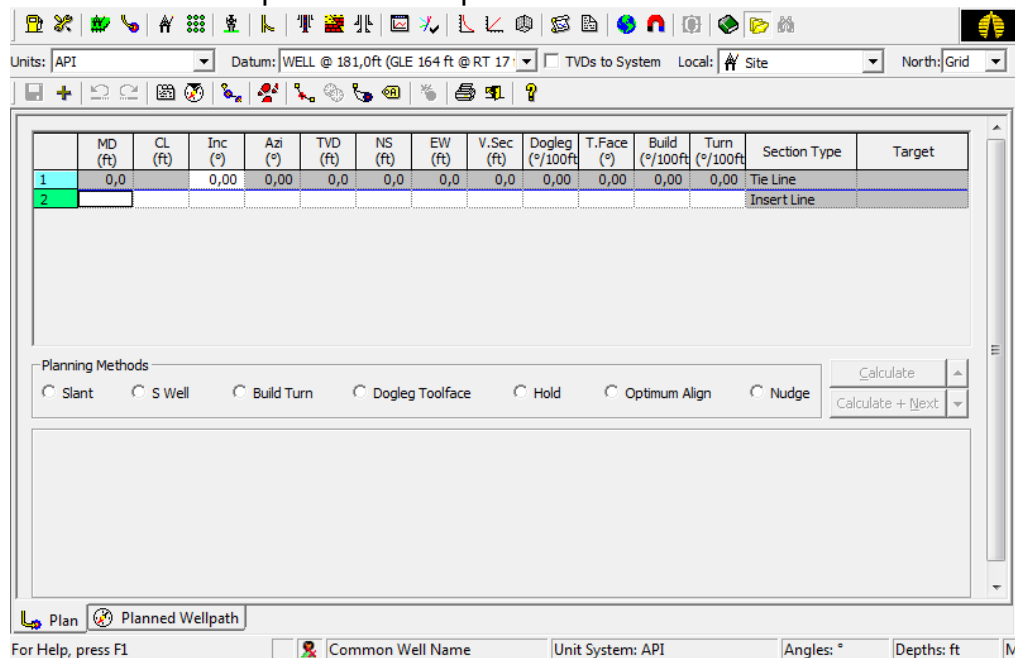 Units: API Datum: WELL @ 181,0ft (GLE 164 ft @ RT 17 TVDs to System Local: Site North: Grid
MD CL Inc Azi TVD NS EW V.Sec Dogleg T.Face Build Turn Section Type Target
(ft) (ft) (°) (°) (ft) (ft) (ft) (ft) (°/100ft (°) (°/100ft (°/100ft
1 0,0 0,00 0,00 0,0 0,0 0,0 0,0 0,00 0,00 0,00 0,00 Tie Line
2 Insert Line
Planning Methods
Slant S Well Build Turn Dogleg Toolface Hold Optimum Align Nudge
Calculate
Calculate + Next
Plan Planned Wellpath
For Help, press F1 Common Well Name Unit System: API Angles: ° Depths: ft